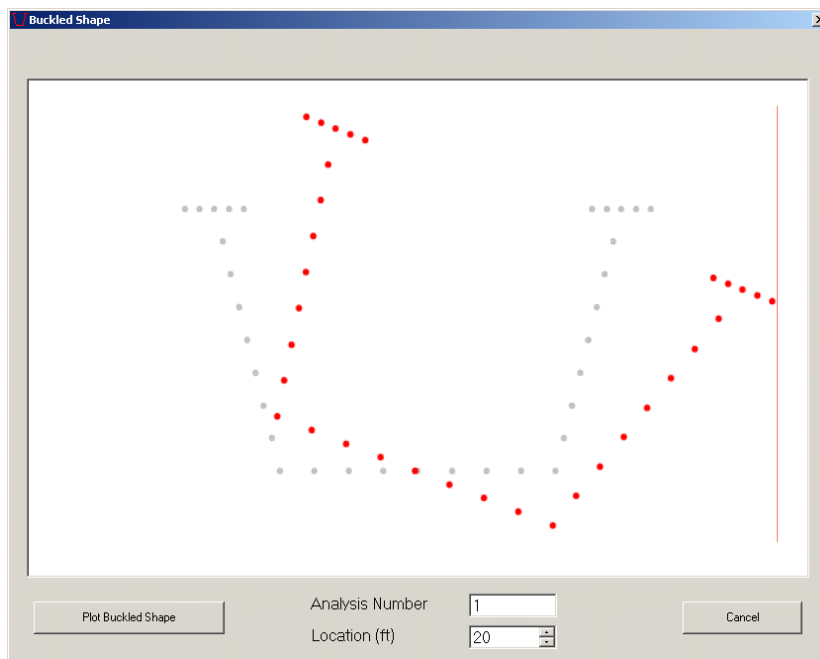 Buckled Shape
Analysis Number 1
Plot Buckled Shape
Cancel
Location (ft) 20